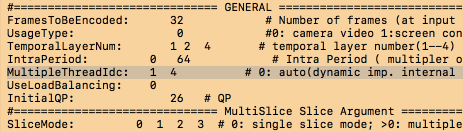 #============================== GENERAL ==============================
FramesToBeEncoded: 32 # Number of frames (at input
UsageType: 0 #0: camera video 1:screen con
TemporalLayerNum: 1 2 4 # temporal layer number(1--4)
IntraPeriod: 0 64 # Intra Period ( multipler o
MultipleThreadIdc: 1 4 # 0: auto(dynamic imp. internal
UseLoadBalancing: 0
InitialQP: 26 # QP
#============================== MultiSlice Slice Argument ==============================
SliceMode: 0 1 2 3 # 0: single slice mode; >0: multiple